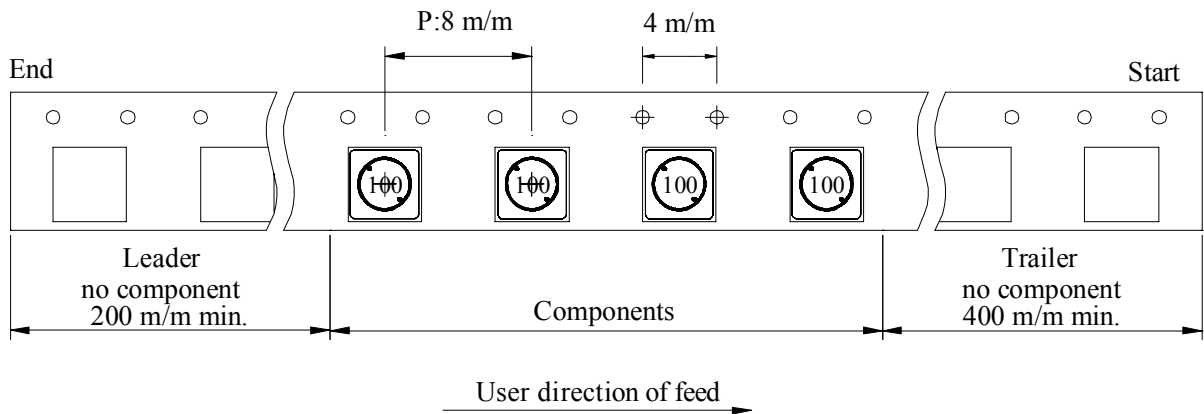 P:8 m/m
4 m/m
End
Start
100
100
100
100
Leader
no component
200 m/m min.
Components
Trailer
no component
400 m/m min.
User direction of feed